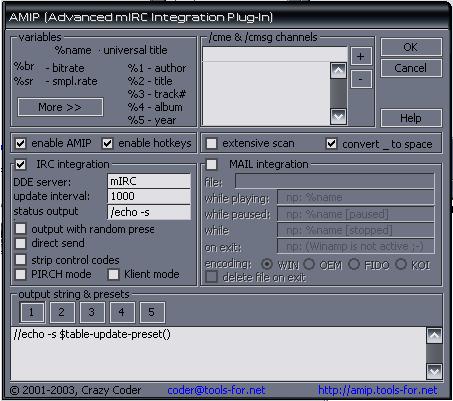 AMIP (Advanced mIRC Integration Plug-In)
variables
%name - universal title
%br - bitrate
%sr - smpl.rate
%1 - author
%2 - title
%3 - track#
%4 - album
%5 - year
More >>
/cme & /cmsg channels
+
-
OK
Cancel
Help
enable AMIP
enable hotkeys
extensive scan
convert _ to space
IRC integration
DDE server: mIRC
update interval: 1000
status output /echo -s
output with random prese
direct send
strip control codes
PIRCH mode
Klient mode
MAIL integration
file:
while playing: np: %name
while paused: np: %name [paused]
while np: %name [stopped]
on exit: np: (Winamp is not active ;-)
encoding: WIN OEM FIDO KOI
delete file on exit
output string & presets
1 2 3 4 5
//echo -s $table-update-preset()
© 2001-2003, Crazy Coder coder@tools-for.net http://amip.tools-for.net